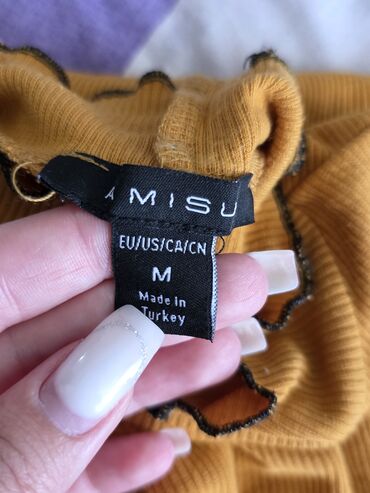 AMISU
EU/US/CA/CN
M
Made in
Turkey